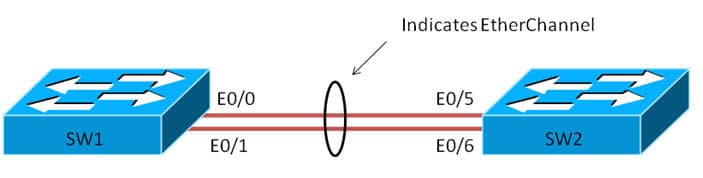 Indicates EtherChannel
E0/0
E0/5
SW1
SW2
E0/1
E0/6